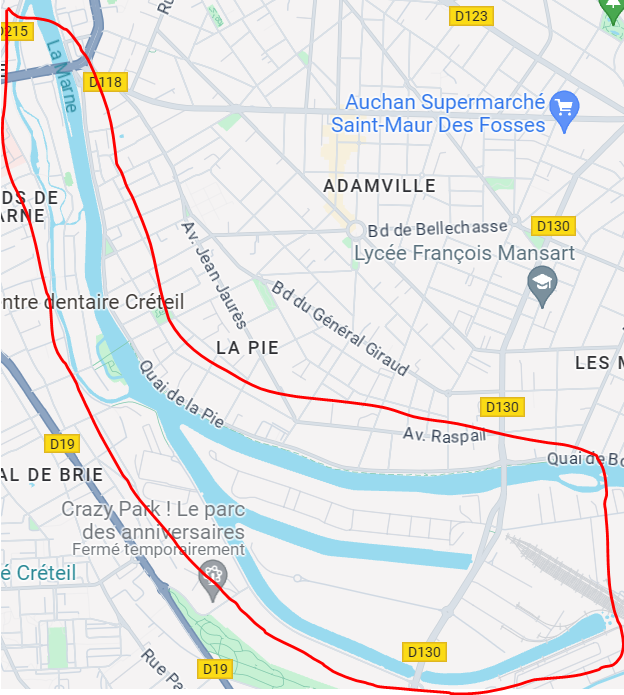 D123
Ru
D215
La Marne
D118
Auchan Supermarché
Saint-Maur Des Fosses
ADAMVILLE
DS DE
ARNE
Bd de Bellechasse
D130
Av. Jean Jaurès
Lycée François Mansart
ntre dentaire Créteil
Bd du Général Giraud
LA PIE
LES M
Quai de la Pie
D130
Av. Raspail
D19
Quai de Bo
AL DE BRIE
Crazy Park ! Le parc
des anniversaires
Fermé temporairement
é Créteil
D130
D19
Rue Pa